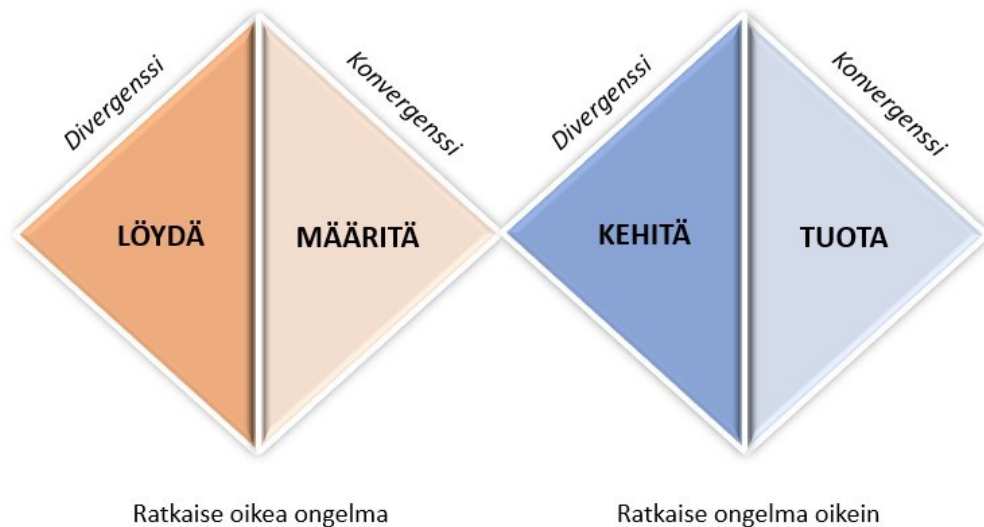 Divergenssi
Konvergenssi
Divergenssi
Konvergenssi
LÖYDÄ
MÄÄRITÄ
KEHITÄ
TUOTA
Ratkaise oikea ongelma
Ratkaise ongelma oikein